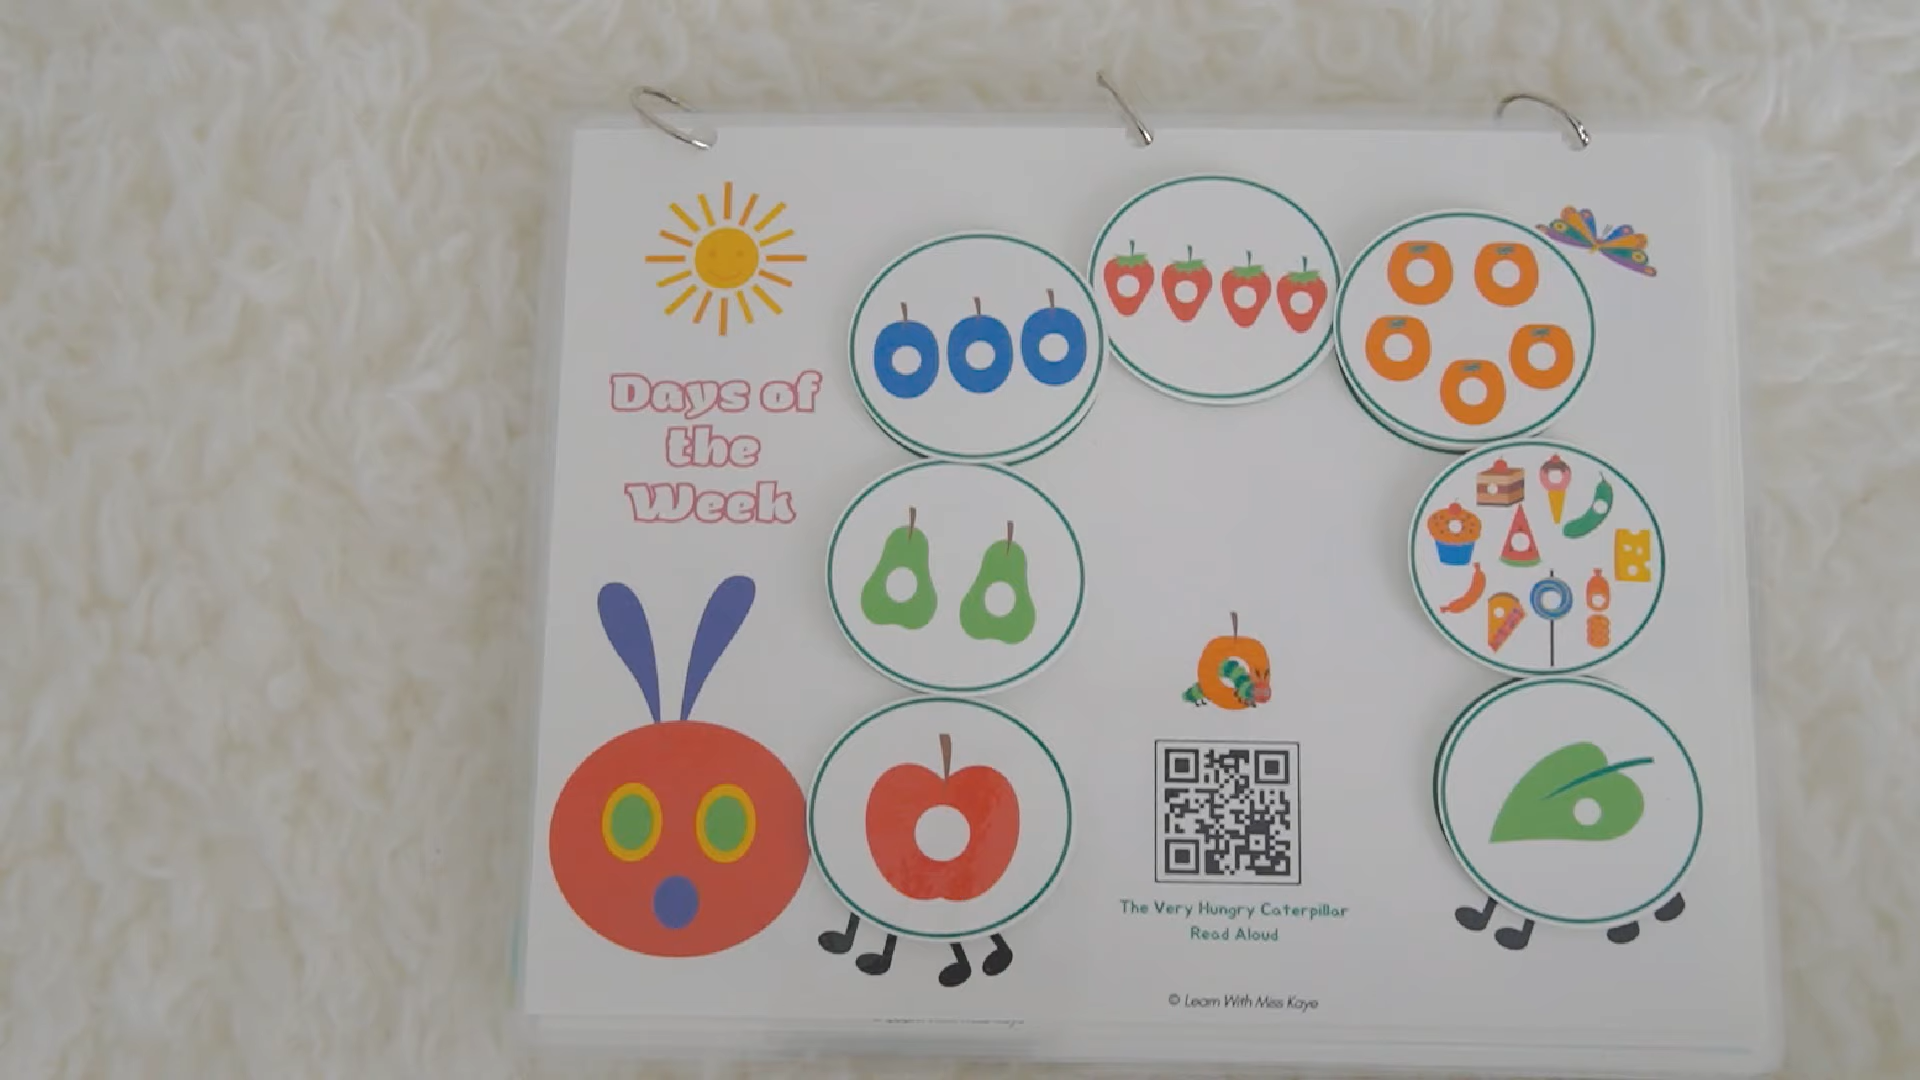 Days of
the
Week
The Very Hungry Caterpillar
Read Aloud
© Learn With Miss Kaye